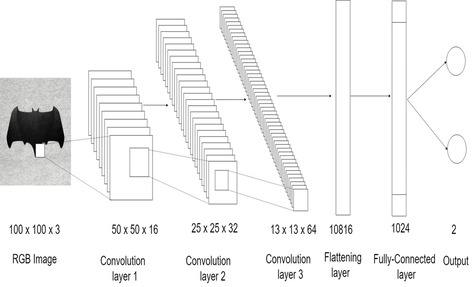 100 x 100 x 3
50 x 50 x 16
25 x 25 x 32
13 x 13 x 64
10816
1024
2
RGB Image
Convolution
layer 1
Convolution
layer 2
Convolution
layer 3
Flattening
layer
Fully-Connected
layer
Output